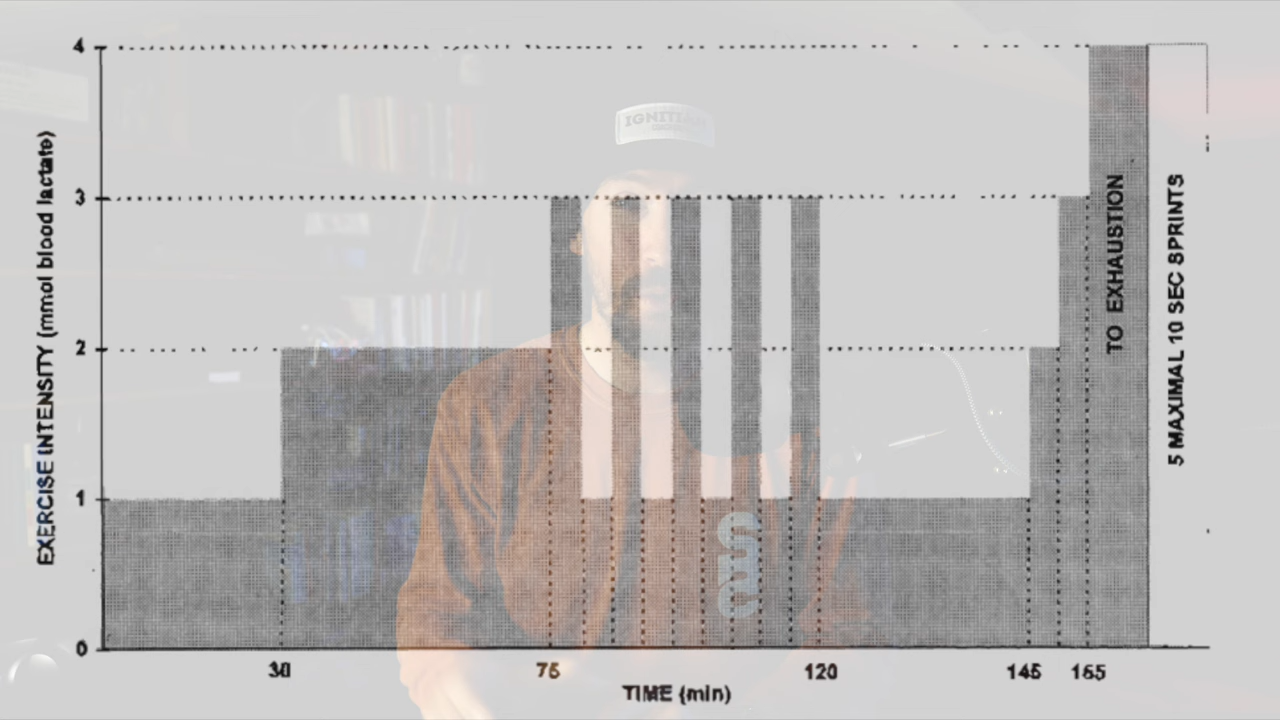 4
3
2
1
0
EXERCISE INTENSITY (mmol blood lactate)
TO EXHAUSTION
5 MAXIMAL 10 SEC SPRINTS
30 75 120 145 165
TIME (min)